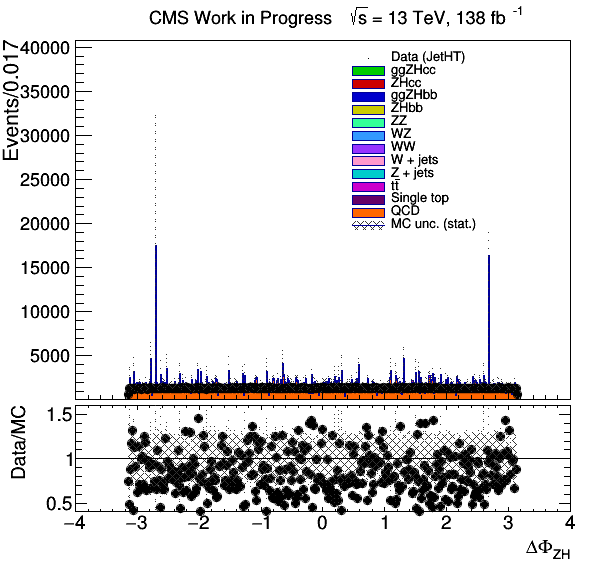 CMS Work in Progress √s = 13 TeV, 138 fb⁻¹
Events/0.017
40000
35000
30000
25000
20000
15000
10000
5000
Data (JetHT)
ggZHcc
ZHcc
ggZHbb
ZHbb
ZZ
WZ
WW
W + jets
Z + jets
tt̄
Single top
QCD
MC unc. (stat.)
Data/MC
1.5
1
0.5
−4 −3 −2 −1 0 1 2 3 4
ΔΦ_ZH